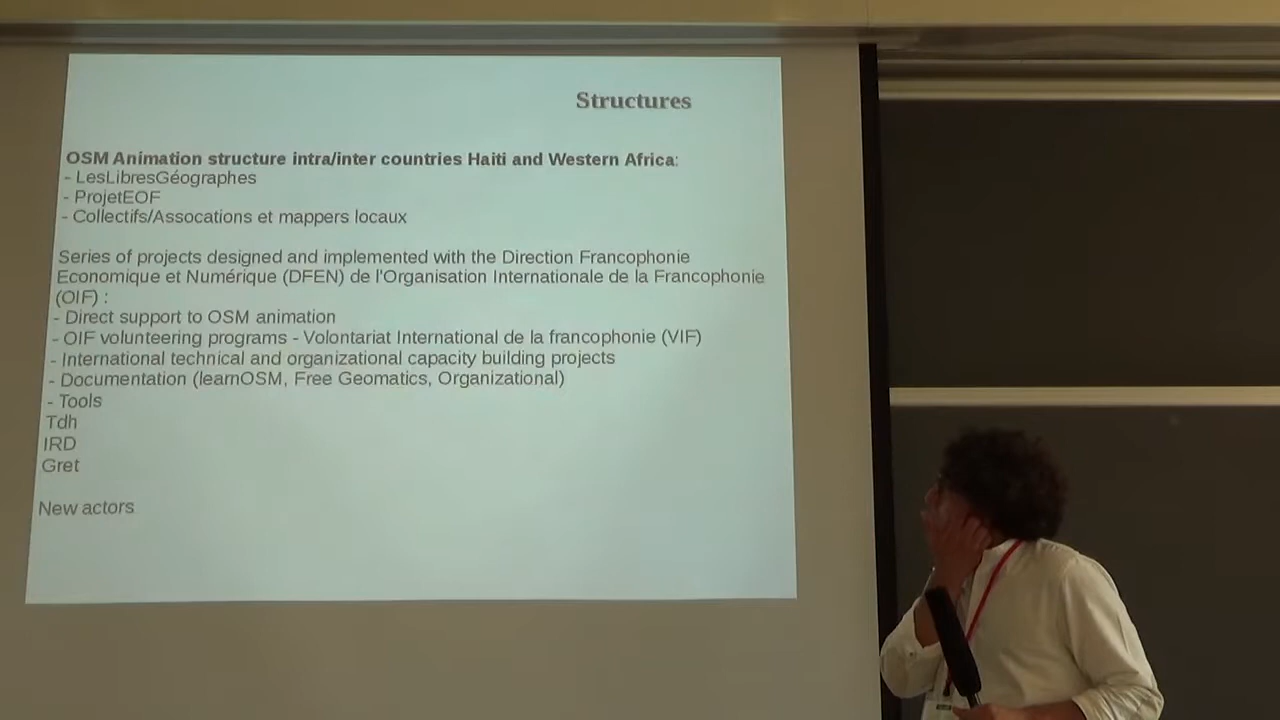 Structures
OSM Animation structure intra/inter countries Haiti and Western Africa:
- LesLibresGéographes
- ProjetEOF
- Collectifs/Assocations et mappers locaux
Series of projects designed and implemented with the Direction Francophonie
Economique et Numérique (DFEN) de l'Organisation Internationale de la Francophonie
(OIF) :
- Direct support to OSM animation
- OIF volunteering programs - Volontariat International de la francophonie (VIF)
- International technical and organizational capacity building projects
- Documentation (learnOSM, Free Geomatics, Organizational)
- Tools
Tdh
IRD
Gret
New actors